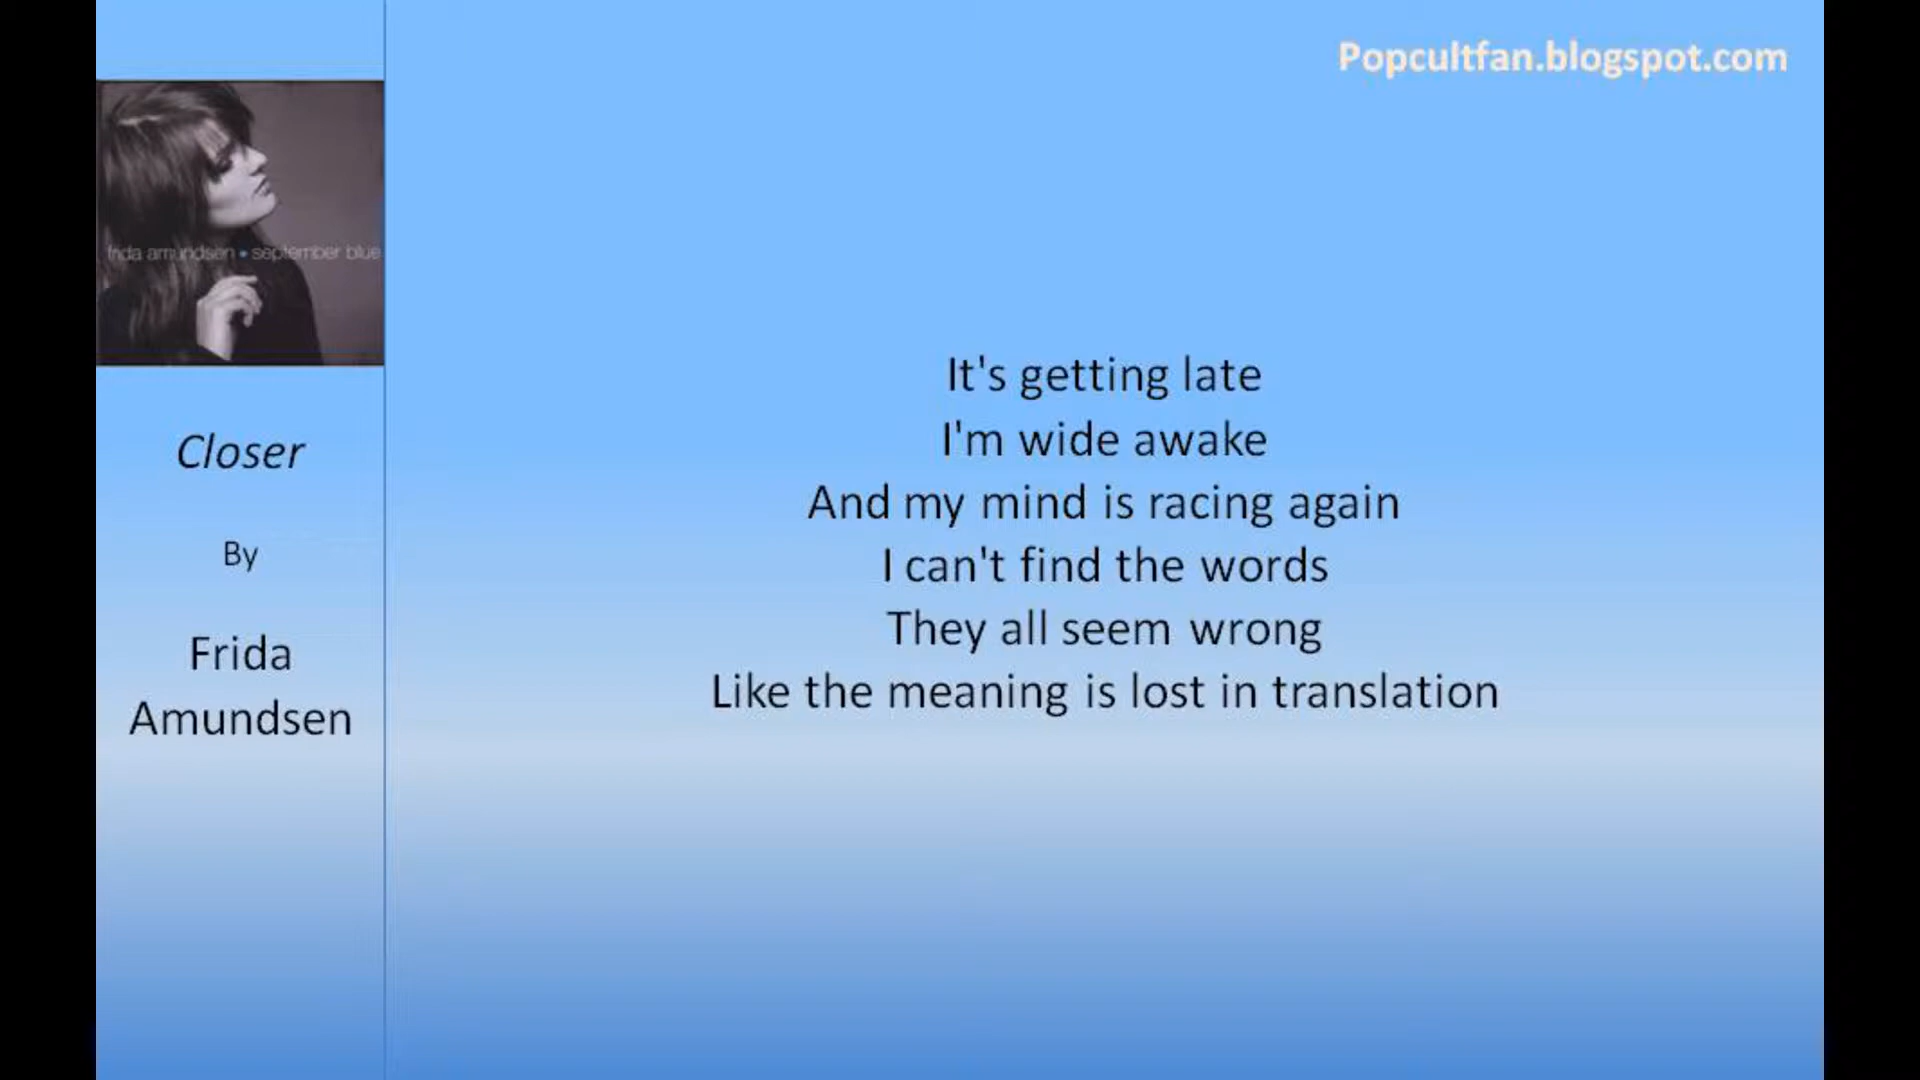 Popcultfan.blogspot.com
frida amundsen • september blue
Closer
By
Frida
Amundsen
It's getting late
I'm wide awake
And my mind is racing again
I can't find the words
They all seem wrong
Like the meaning is lost in translation